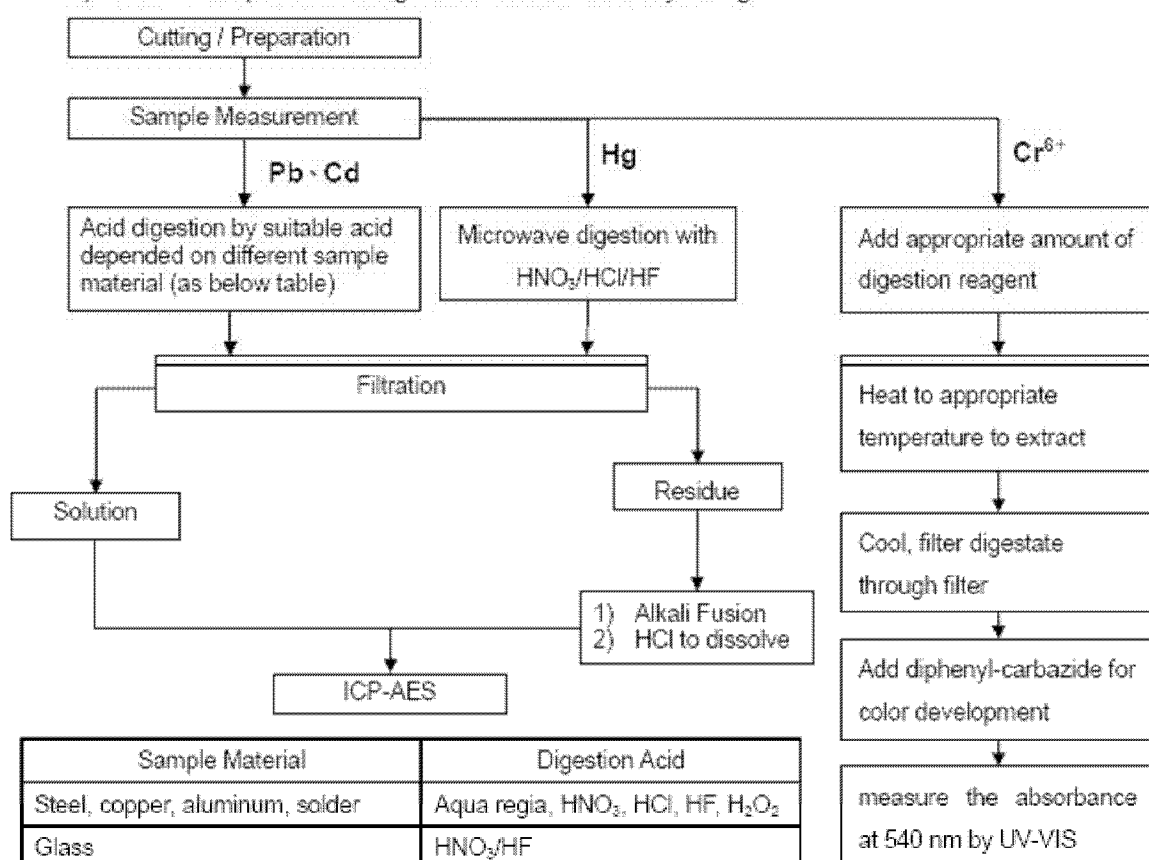 Cutting / Preparation
Sample Measurement
Pb、Cd
Hg
Cr⁶⁺
Acid digestion by suitable acid
depended on different sample
material (as below table)
Microwave digestion with
HNO₃/HCl/HF
Add appropriate amount of
digestion reagent
Filtration
Heat to appropriate
temperature to extract
Solution
Residue
Cool, filter digestate
through filter
1) Alkali Fusion
2) HCl to dissolve
ICP-AES
Add diphenyl-carbazide for
color development
Sample Material Digestion Acid
Steel, copper, aluminum, solder Aqua regia, HNO₃, HCl, HF, H₂O₂
Glass HNO₃/HF
measure the absorbance
at 540 nm by UV-VIS